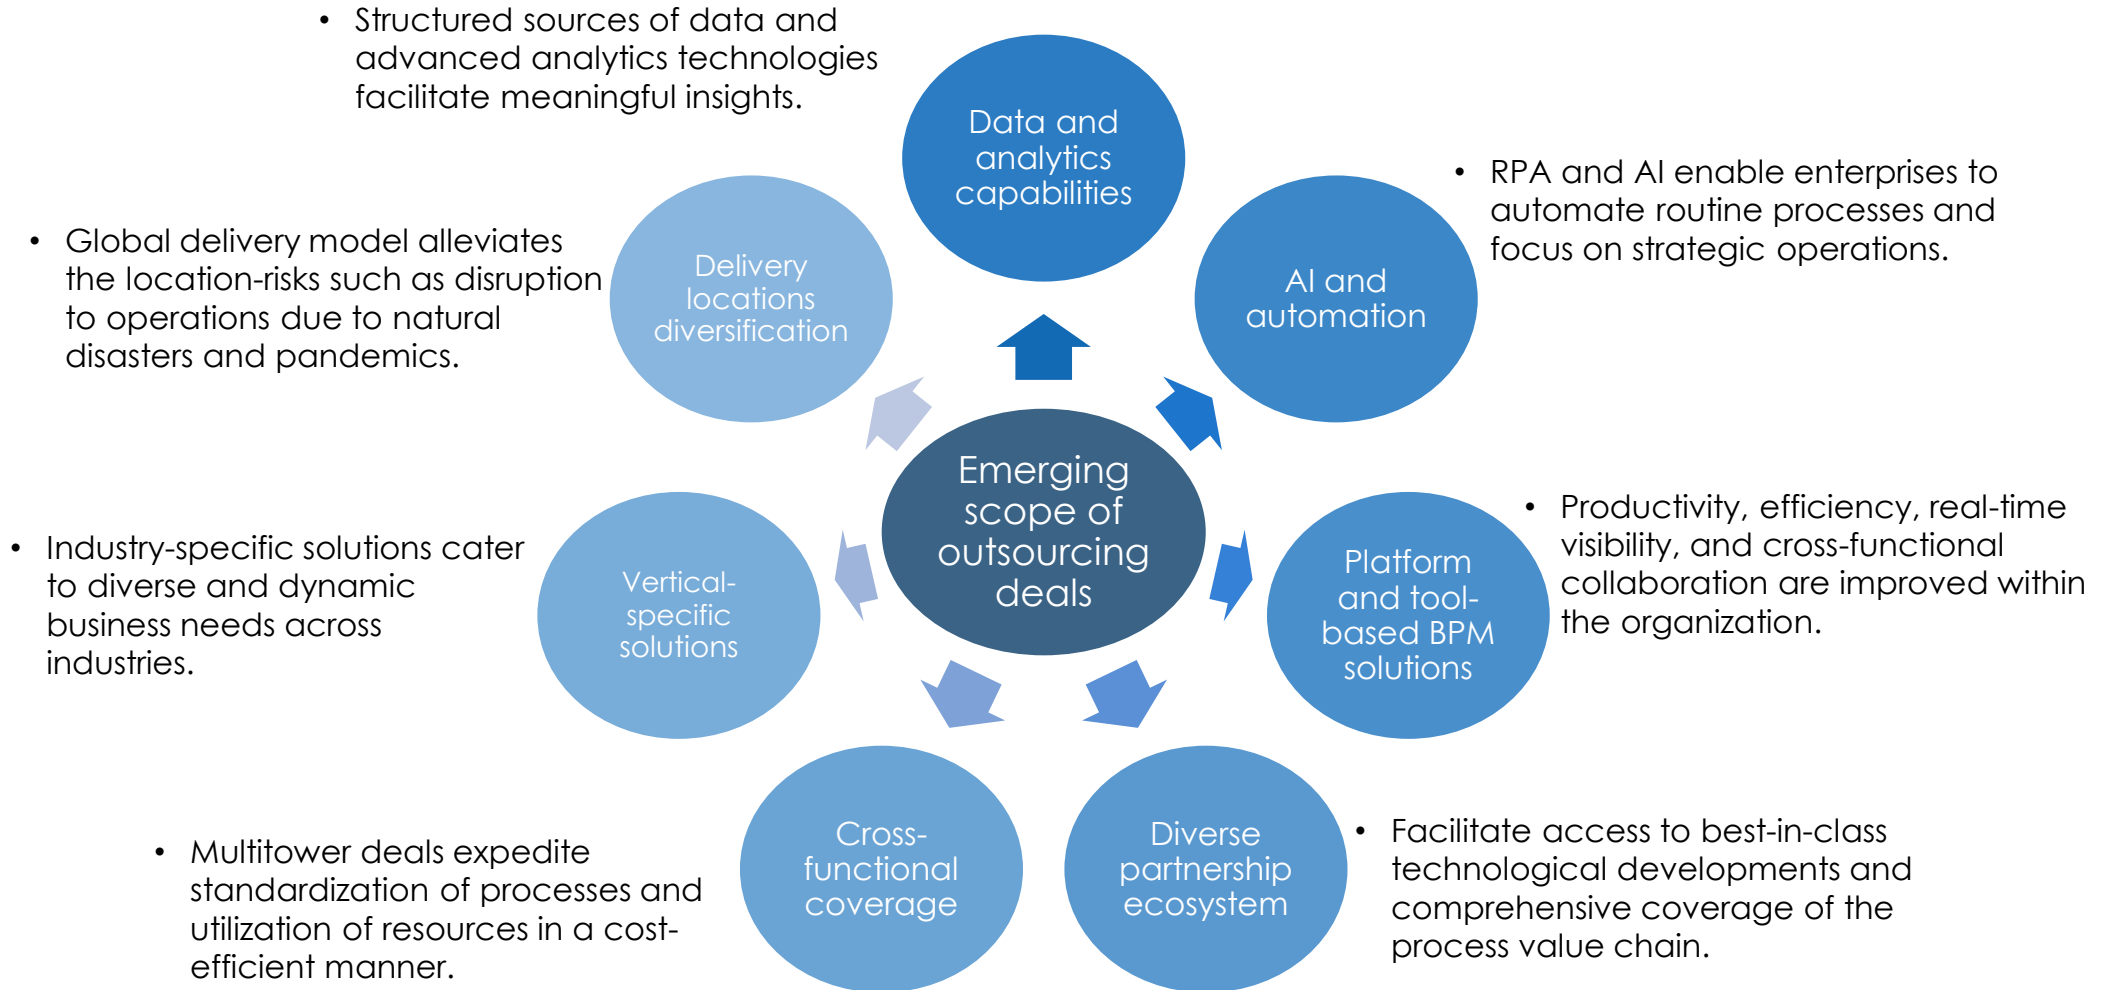 • Structured sources of data and
advanced analytics technologies
facilitate meaningful insights.
Data and
analytics
capabilities
• RPA and AI enable enterprises to
automate routine processes and
focus on strategic operations.
AI and
automation
• Global delivery model alleviates
the location-risks such as disruption
to operations due to natural
disasters and pandemics.
Delivery
locations
diversification
Emerging
scope of
outsourcing
deals
• Productivity, efficiency, real-time
visibility, and cross-functional
collaboration are improved within
the organization.
Platform
and tool-
based BPM
solutions
• Industry-specific solutions cater
to diverse and dynamic
business needs across
industries.
Vertical-
specific
solutions
• Multitower deals expedite
standardization of processes and
utilization of resources in a cost-
efficient manner.
Cross-
functional
coverage
Diverse
partnership
ecosystem
• Facilitate access to best-in-class
technological developments and
comprehensive coverage of the
process value chain.